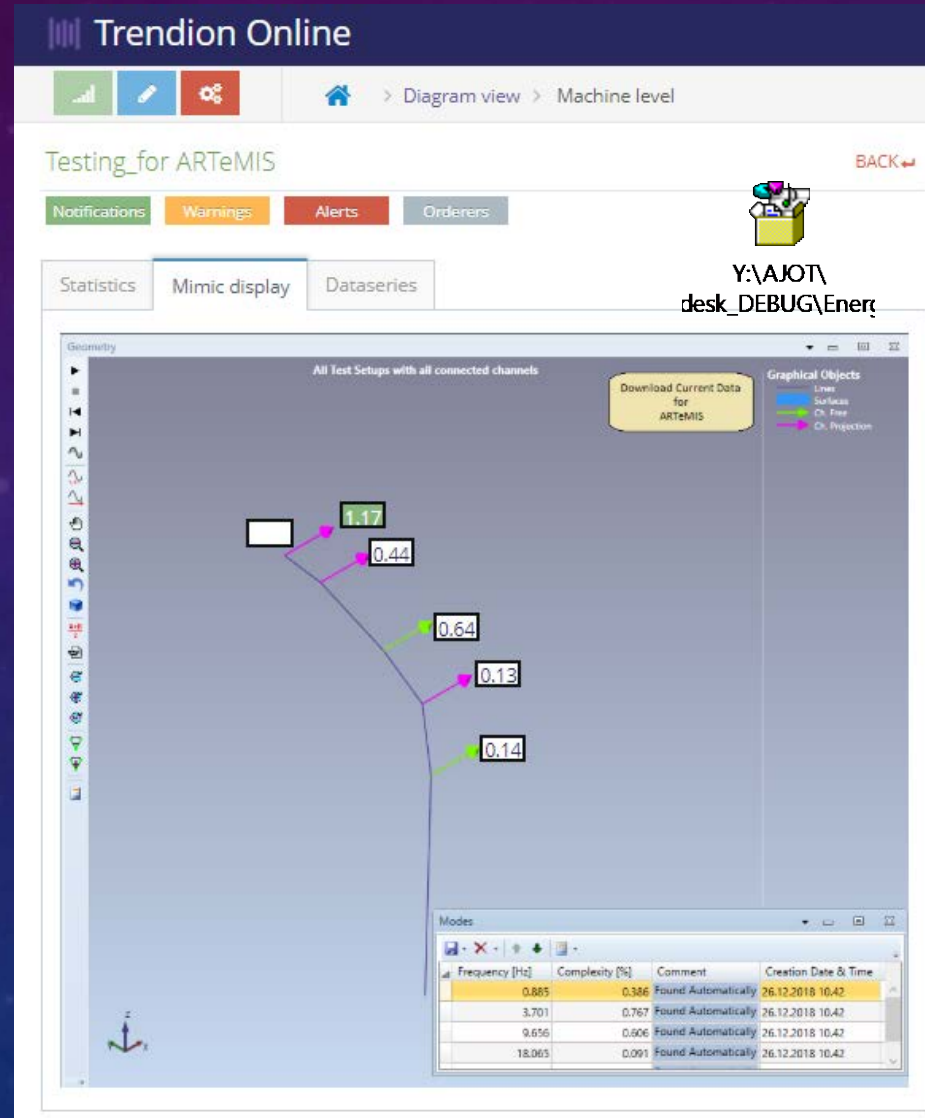 Trendion Online
> Diagram view > Machine level
Testing_for ARTeMIS
BACK
Notifications Warnings Alerts Orderers
Y:\AJOT\
desk_DEBUG\Energ
Statistics Mimic display Dataseries
Geometry
All Test Setups with all connected channels
Download Current Data
for
ARTeMIS
Graphical Objects
Lines
Surfaces
Ch. Free
Ch. Projection
1.17
0.44
0.64
0.13
0.14
Modes
Frequency [Hz] Complexity [%] Comment Creation Date & Time
0.885 0.386 Found Automatically 26.12.2018 10.42
3.701 0.767 Found Automatically 26.12.2018 10.42
9.656 0.606 Found Automatically 26.12.2018 10.42
18.063 0.091 Found Automatically 26.12.2018 10.42
z